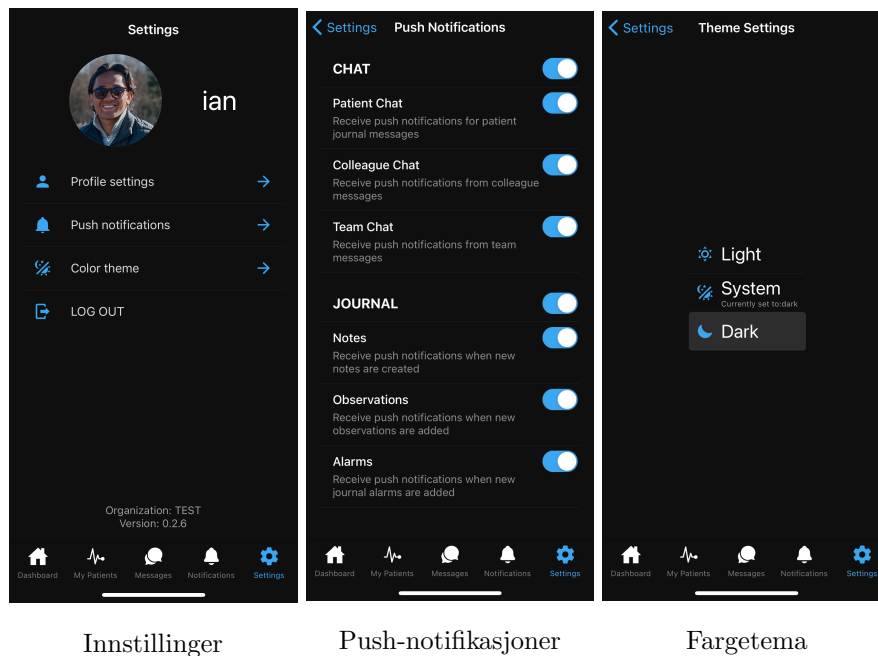 Settings
ian
Profile settings
Push notifications
Color theme
LOG OUT
Organization: TEST
Version: 0.2.6
Dashboard
My Patients
Messages
Notifications
Settings
Innstillinger
Settings
Push Notifications
CHAT
Patient Chat
Receive push notifications for patient
journal messages
Colleague Chat
Receive push notifications from colleague
messages
Team Chat
Receive push notifications from team
messages
JOURNAL
Notes
Receive push notifications when new
notes are created
Observations
Receive push notifications when new
observations are added
Alarms
Receive push notifications when new
journal alarms are added
Dashboard
My Patients
Messages
Notifications
Settings
Push-notifikasjoner
Settings
Theme Settings
Light
System
Currently set to:dark
Dark
Dashboard
My Patients
Messages
Notifications
Settings
Fargetema